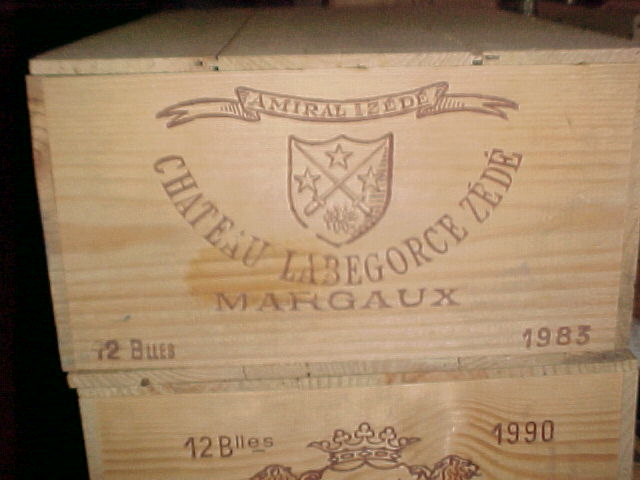 AMIRAL ZÉDÉ
CHATEAU LABEGORCE ZÉDÉ
MARGAUX
12 BLLES
1983
12 Blles
1990